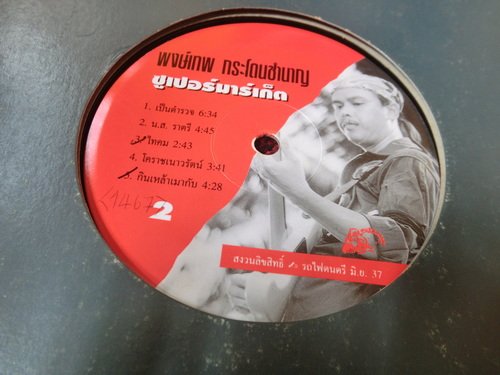 พงษ์เทพ กระโดนชำนาญ
ซูเปอร์มาร์เก็ต
1. เป็นตำรวจ 6:34
2. น.ส. ราตรี 4:45
3. ไทคม 2:43
4. โคราชเนาวรัตน์ 3:41
5. กินเหล้าเมากับ 4:28
2
สงวนลิขสิทธิ์ รถไฟดนตรี มิ.ย. 37